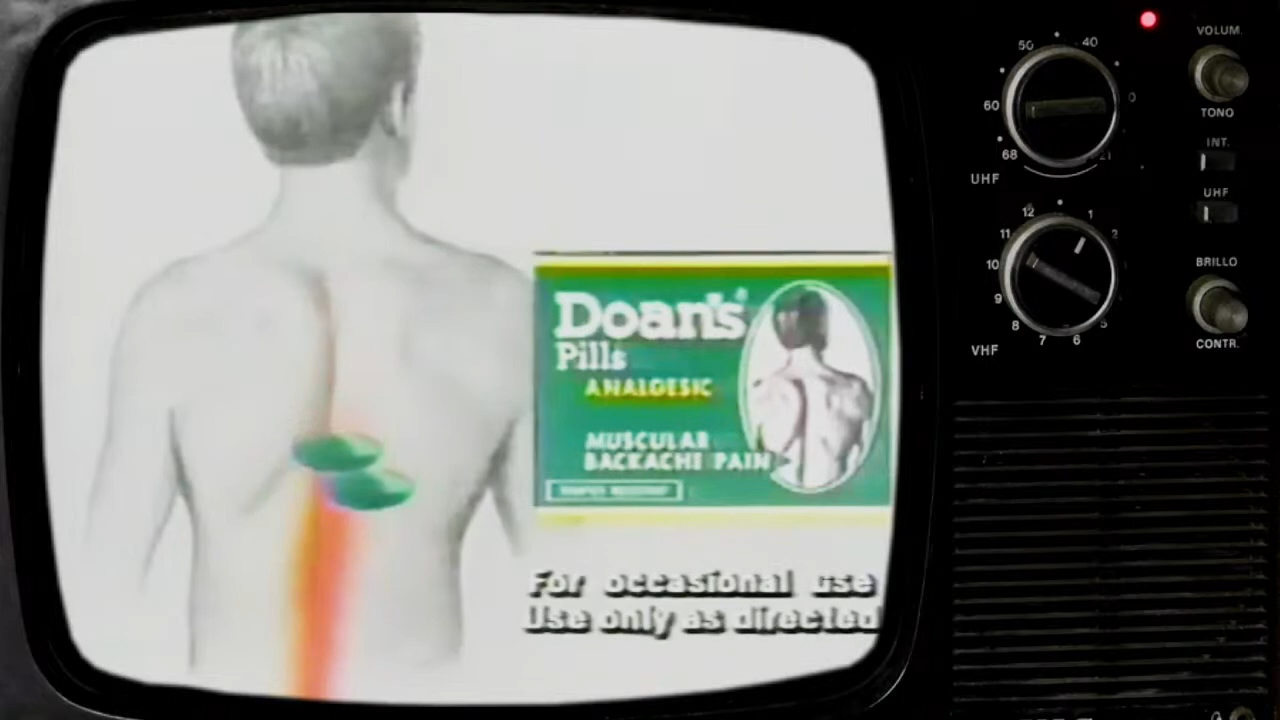 Doan's
Pills
ANALGESIC
MUSCULAR
BACKACHE PAIN
For occasional use
Use only as directed
50
40
60
0
68
21
UHF
12
1
11
2
10
9
8
5
7
6
VHF
VOLUM.
TONO
INT.
UHF
BRILLO
CONTR.